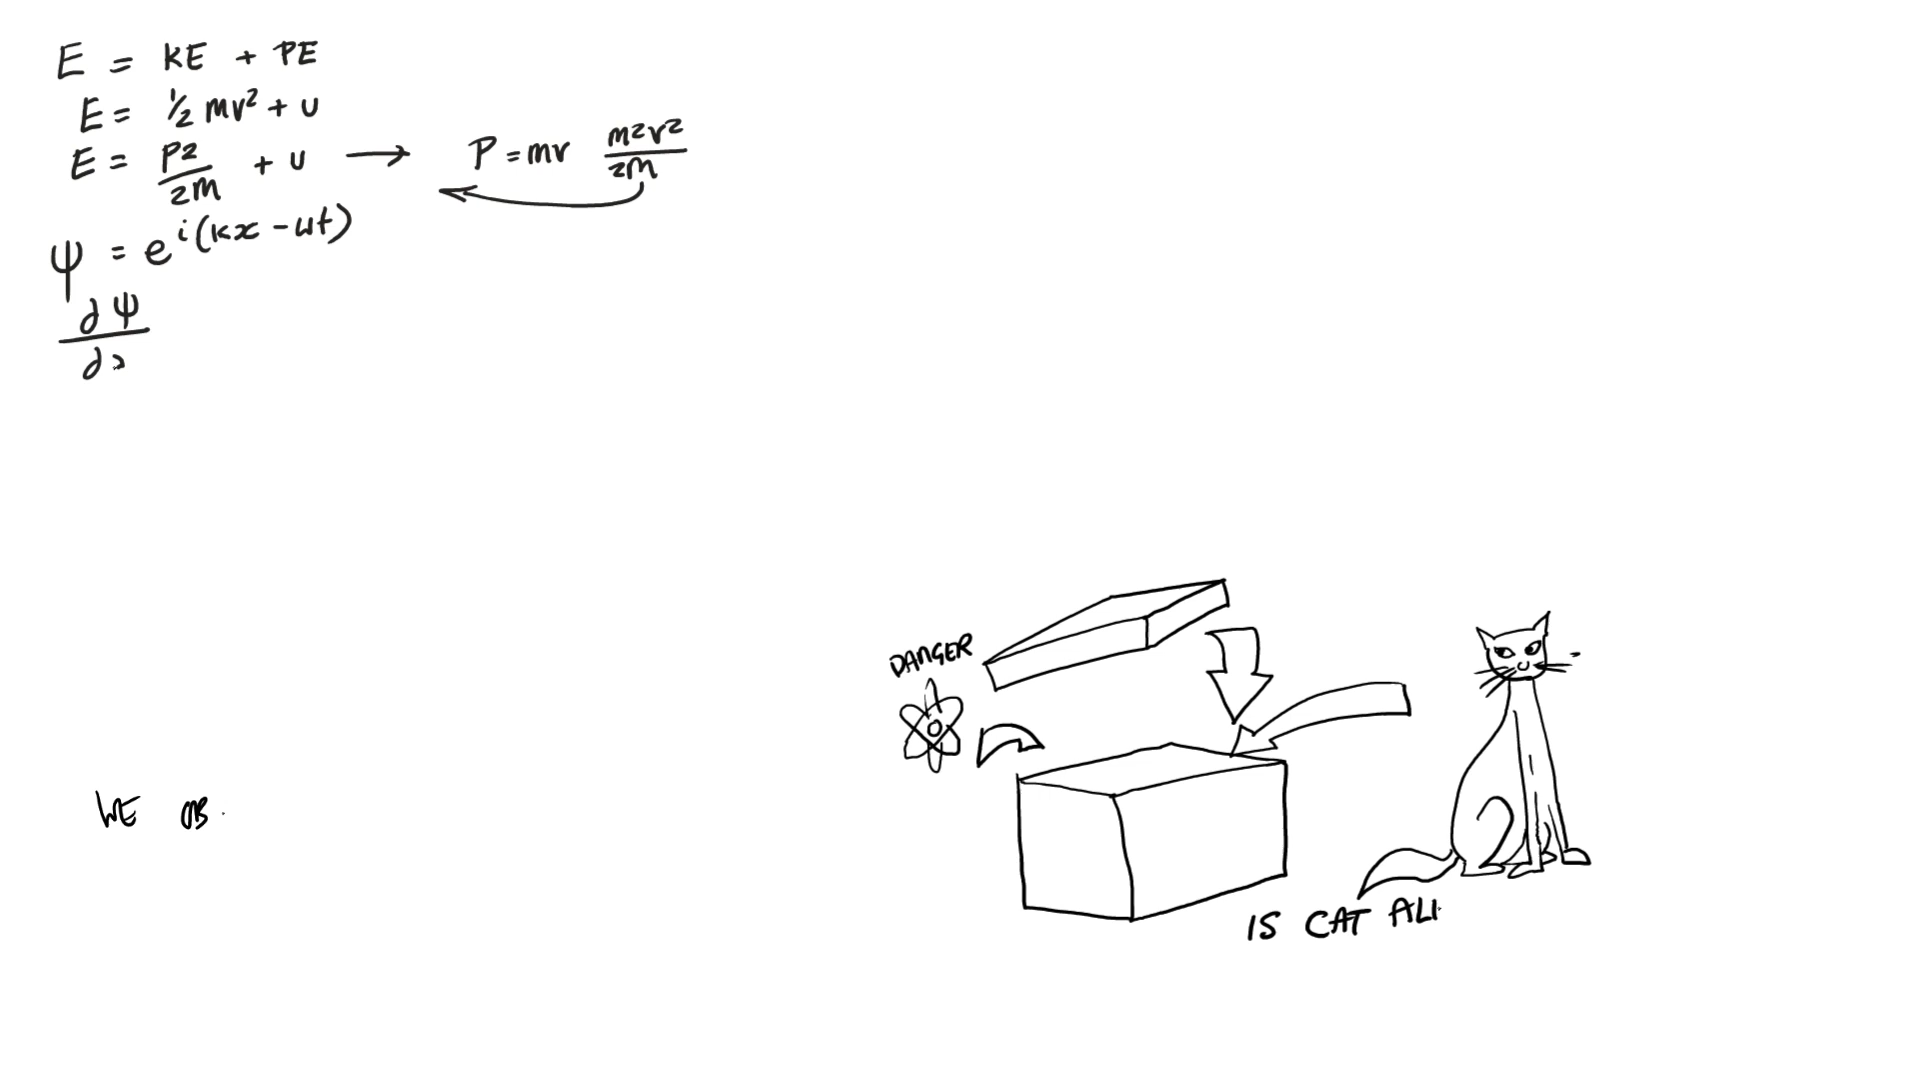 E = KE + PE
E = 1/2 mv² + U
E = P²/2M + U → P = mv m²v²/2M
ψ = e^i(kx - ωt)
∂ψ/∂x
DANGER
WE OB
IS CAT ALI